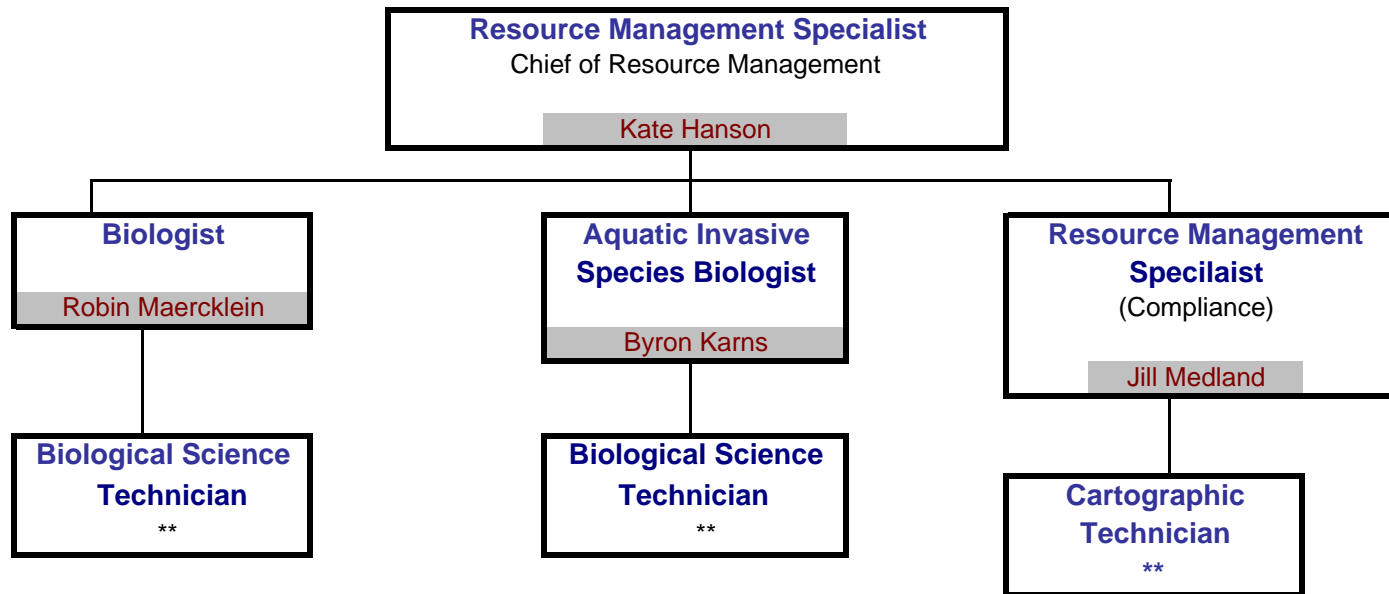 Resource Management Specialist
Chief of Resource Management
Kate Hanson
Biologist
Robin Maercklein
Aquatic Invasive
Species Biologist
Byron Karns
Resource Management
Specilaist
(Compliance)
Jill Medland
Biological Science
Technician
**
Biological Science
Technician
**
Cartographic
Technician
**